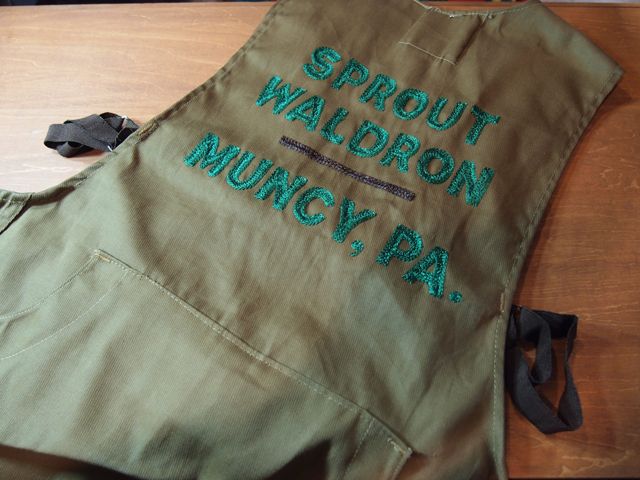 SPROUT
WALDRON
MUNCY, PA.